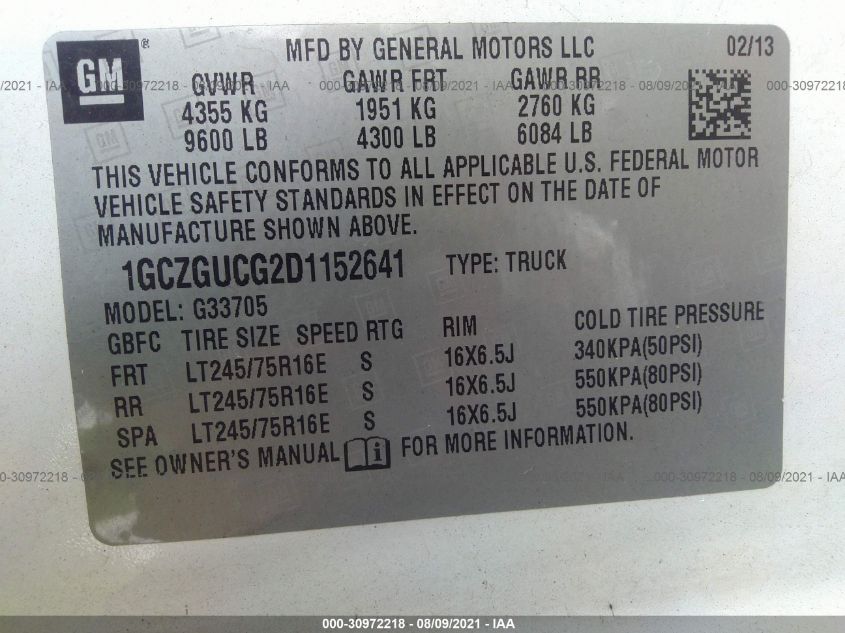 GM ® MFD BY GENERAL MOTORS LLC 02/13
GVWR GAWR FRT GAWR RR
4355 KG 1951 KG 2760 KG
9600 LB 4300 LB 6084 LB
THIS VEHICLE CONFORMS TO ALL APPLICABLE U.S. FEDERAL MOTOR
VEHICLE SAFETY STANDARDS IN EFFECT ON THE DATE OF
MANUFACTURE SHOWN ABOVE.
1GCZGUCG2D1152641 TYPE: TRUCK
MODEL: G33705
GBFC TIRE SIZE SPEED RTG RIM COLD TIRE PRESSURE
FRT LT245/75R16E S 16X6.5J 340KPA(50PSI)
RR LT245/75R16E S 16X6.5J 550KPA(80PSI)
SPA LT245/75R16E S 16X6.5J 550KPA(80PSI)
SEE OWNER'S MANUAL i FOR MORE INFORMATION.
000-30972218 - 08/09/2021 - IAA